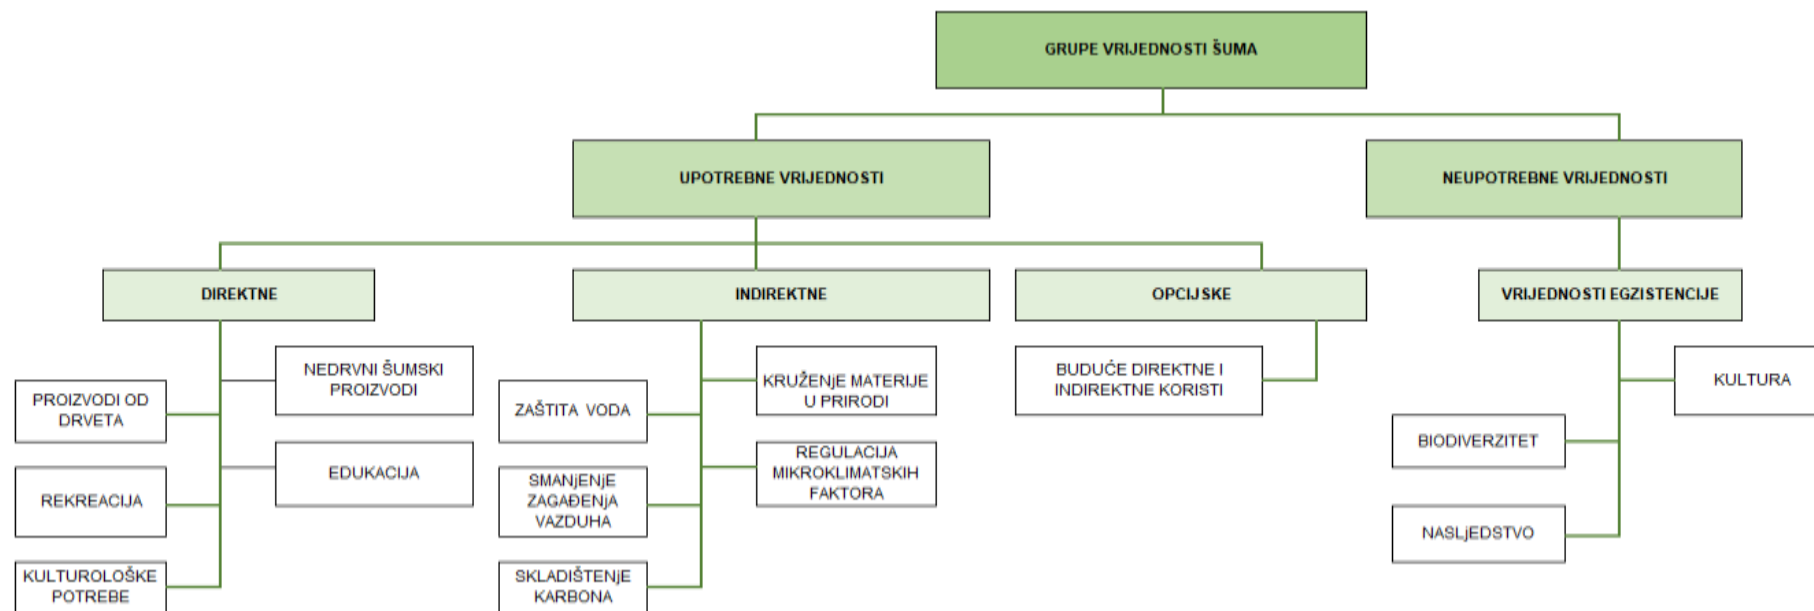 GRUPE VRIJEDNOSTI ŠUMA
UPOTREBNE VRIJEDNOSTI
NEUPOTREBNE VRIJEDNOSTI
DIREKTNE
INDIREKTNE
OPCIJSKE
VRIJEDNOSTI EGZISTENCIJE
NEDRVNI ŠUMSKI
PROIZVODI
PROIZVODI OD
DRVETA
EDUKACIJA
REKREACIJA
KULTUROLOŠKE
POTREBE
KRUŽENjE MATERIJE
U PRIRODI
ZAŠTITA VODA
REGULACIJA
MIKROKLIMATSKIH
FAKTORA
SMANjENjE
ZAGAĐENjA
VAZDUHA
SKLADIŠTENjE
KARBONA
BUDUĆE DIREKTNE I
INDIREKTNE KORISTI
KULTURA
BIODIVERZITET
NASLjEDSTVO